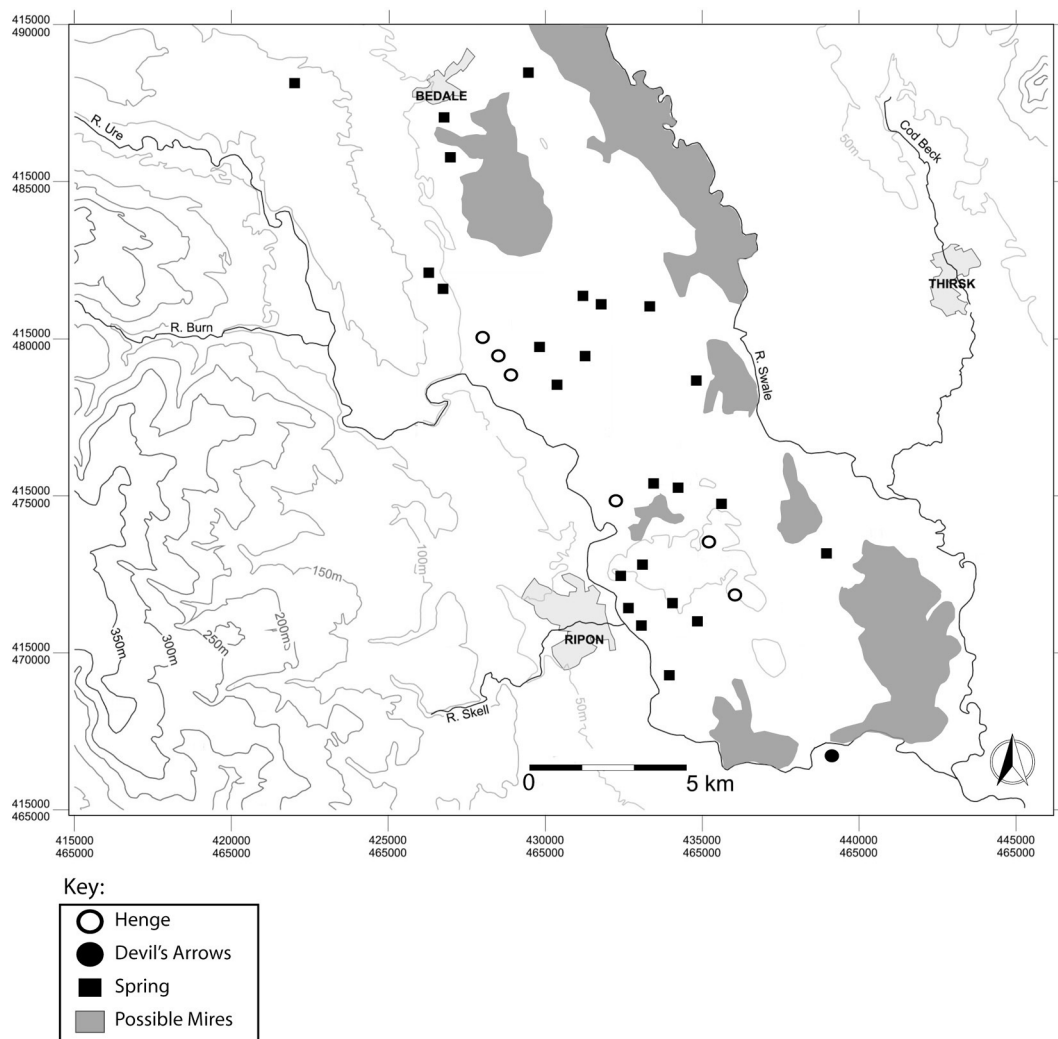 415000
490000
BEDALE
R. Ure
Cod Beck
50m
485000
THIRSK
R. Burn
415000
480000
R. Swale
415000
475000
100m
150m
200m
250m
300m
350m
RIPON
415000
470000
R. Skell
50m
0 5 km
415000
465000
415000 420000 425000 430000 435000 440000 445000
465000 465000 465000 465000 465000 465000 465000
Key:
Henge
Devil's Arrows
Spring
Possible Mires